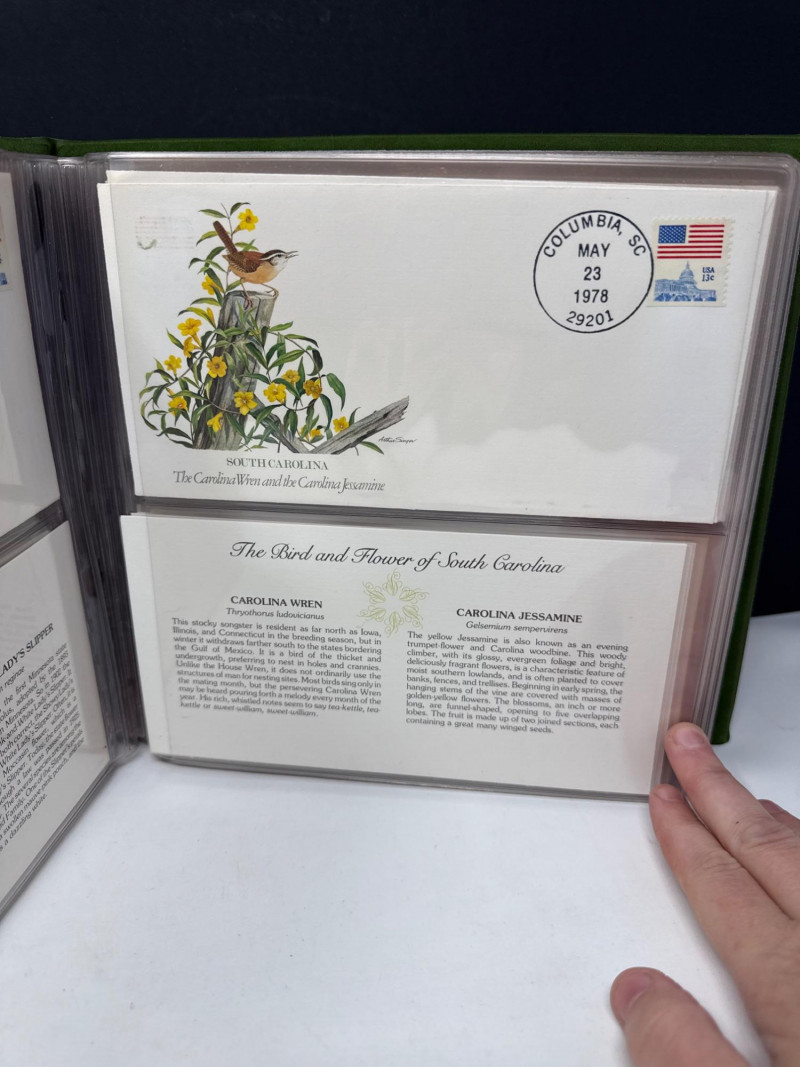 COLUMBIA, SC
MAY
23
1978
29201
USA
13c
Arthur Singer
SOUTH CAROLINA
The Carolina Wren and the Carolina Jessamine
The Bird and Flower of South Carolina
CAROLINA WREN
Thryothorus ludovicianus
This stocky songster is resident as far north as Iowa,
Illinois, and Connecticut in the breeding season, but in
winter it withdraws farther south to the states bordering
the Gulf of Mexico. It is a bird of the thicket and
undergrowth, preferring to nest in holes and crannies.
Unlike the House Wren, it does not ordinarily use the
structures of man for nesting sites. Most birds sing only in
the mating month, but the persevering Carolina Wren
may be heard pouring forth a melody every month of the
year. His rich, whistled notes seem to say tea-kettle, tea-
kettle or sweet-william, sweet-william.
CAROLINA JESSAMINE
Gelsemium sempervirens
The yellow Jessamine is also known as an evening
trumpet-flower and Carolina woodbine. This woody
climber, with its glossy, evergreen foliage and bright,
deliciously fragrant flowers, is a characteristic feature of
moist southern lowlands, and is often planted to cover
banks, fences, and trellises. Beginning in early spring, the
hanging stems of the vine are covered with masses of
golden-yellow flowers. The blossoms, an inch or more
long, are funnel-shaped, opening to five overlapping
lobes. The fruit is made up of two joined sections, each
containing a great many winged seeds.
ADY'S SLIPPER